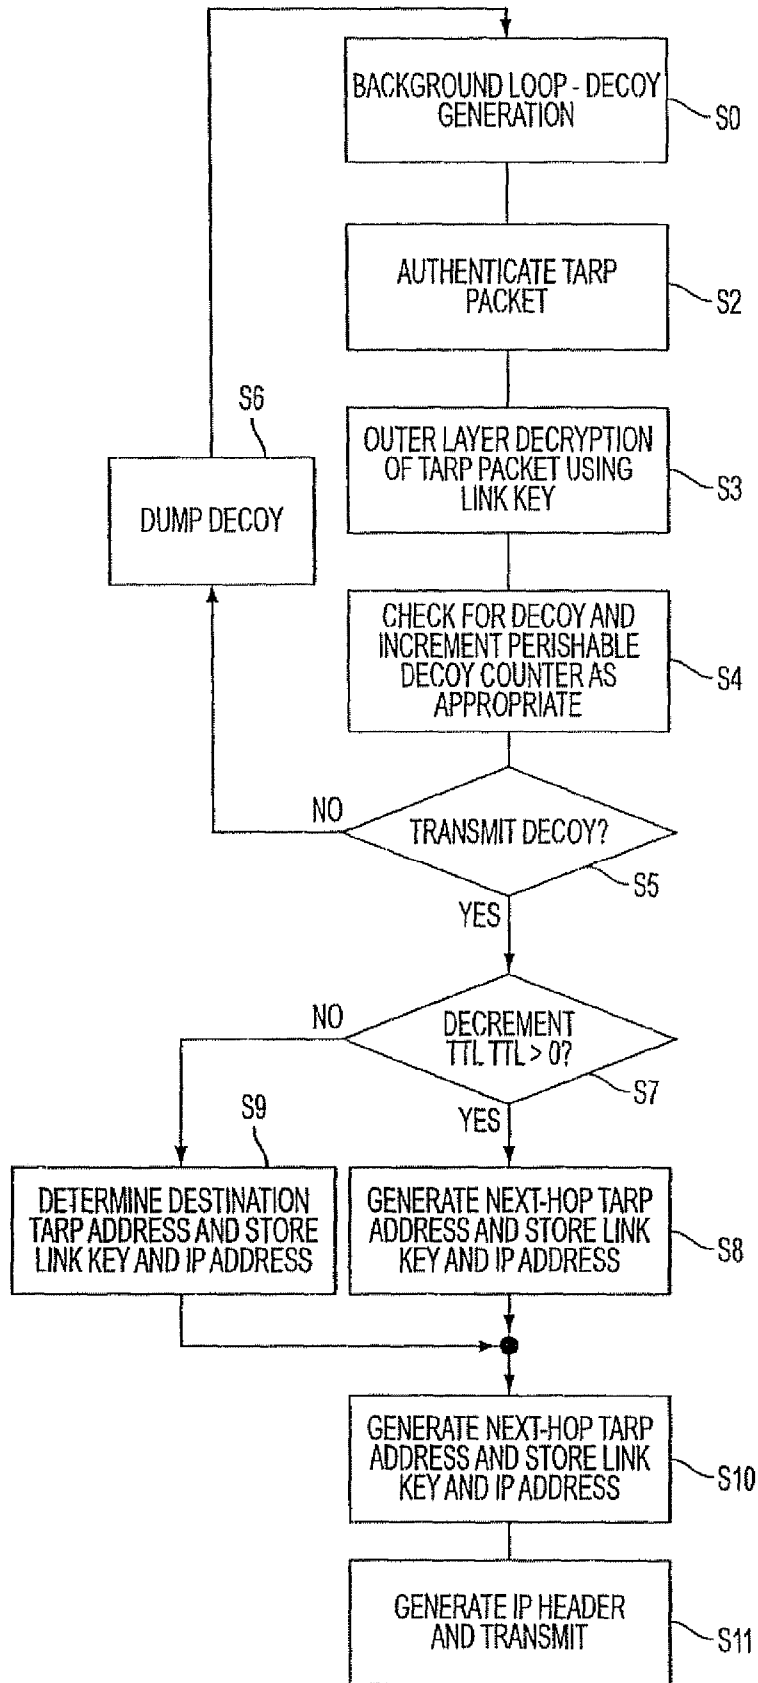 BACKGROUND LOOP - DECOY
GENERATION
S0
AUTHENTICATE TARP
PACKET
S2
OUTER LAYER DECRYPTION
OF TARP PACKET USING
LINK KEY
S3
S6
DUMP DECOY
CHECK FOR DECOY AND
INCREMENT PERISHABLE
DECOY COUNTER AS
APPROPRIATE
S4
NO
TRANSMIT DECOY?
S5
YES
NO
DECREMENT
TTL TTL > 0?
S7
YES
S9
DETERMINE DESTINATION
TARP ADDRESS AND STORE
LINK KEY AND IP ADDRESS
GENERATE NEXT-HOP TARP
ADDRESS AND STORE LINK
KEY AND IP ADDRESS
S8
GENERATE NEXT-HOP TARP
ADDRESS AND STORE LINK
KEY AND IP ADDRESS
S10
GENERATE IP HEADER
AND TRANSMIT
S11